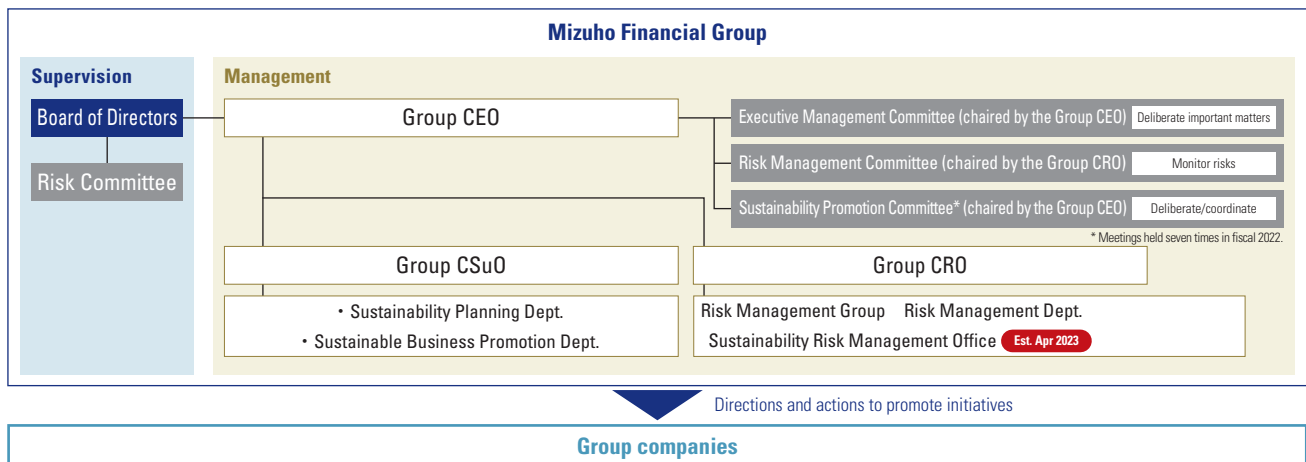 Mizuho Financial Group
Supervision
Board of Directors
Risk Committee
Management
Group CEO
Executive Management Committee (chaired by the Group CEO) Deliberate important matters
Risk Management Committee (chaired by the Group CRO) Monitor risks
Sustainability Promotion Committee* (chaired by the Group CEO) Deliberate/coordinate
* Meetings held seven times in fiscal 2022.
Group CSuO
・Sustainability Planning Dept.
・Sustainable Business Promotion Dept.
Group CRO
Risk Management Group Risk Management Dept.
Sustainability Risk Management Office Est. Apr 2023
Directions and actions to promote initiatives
Group companies